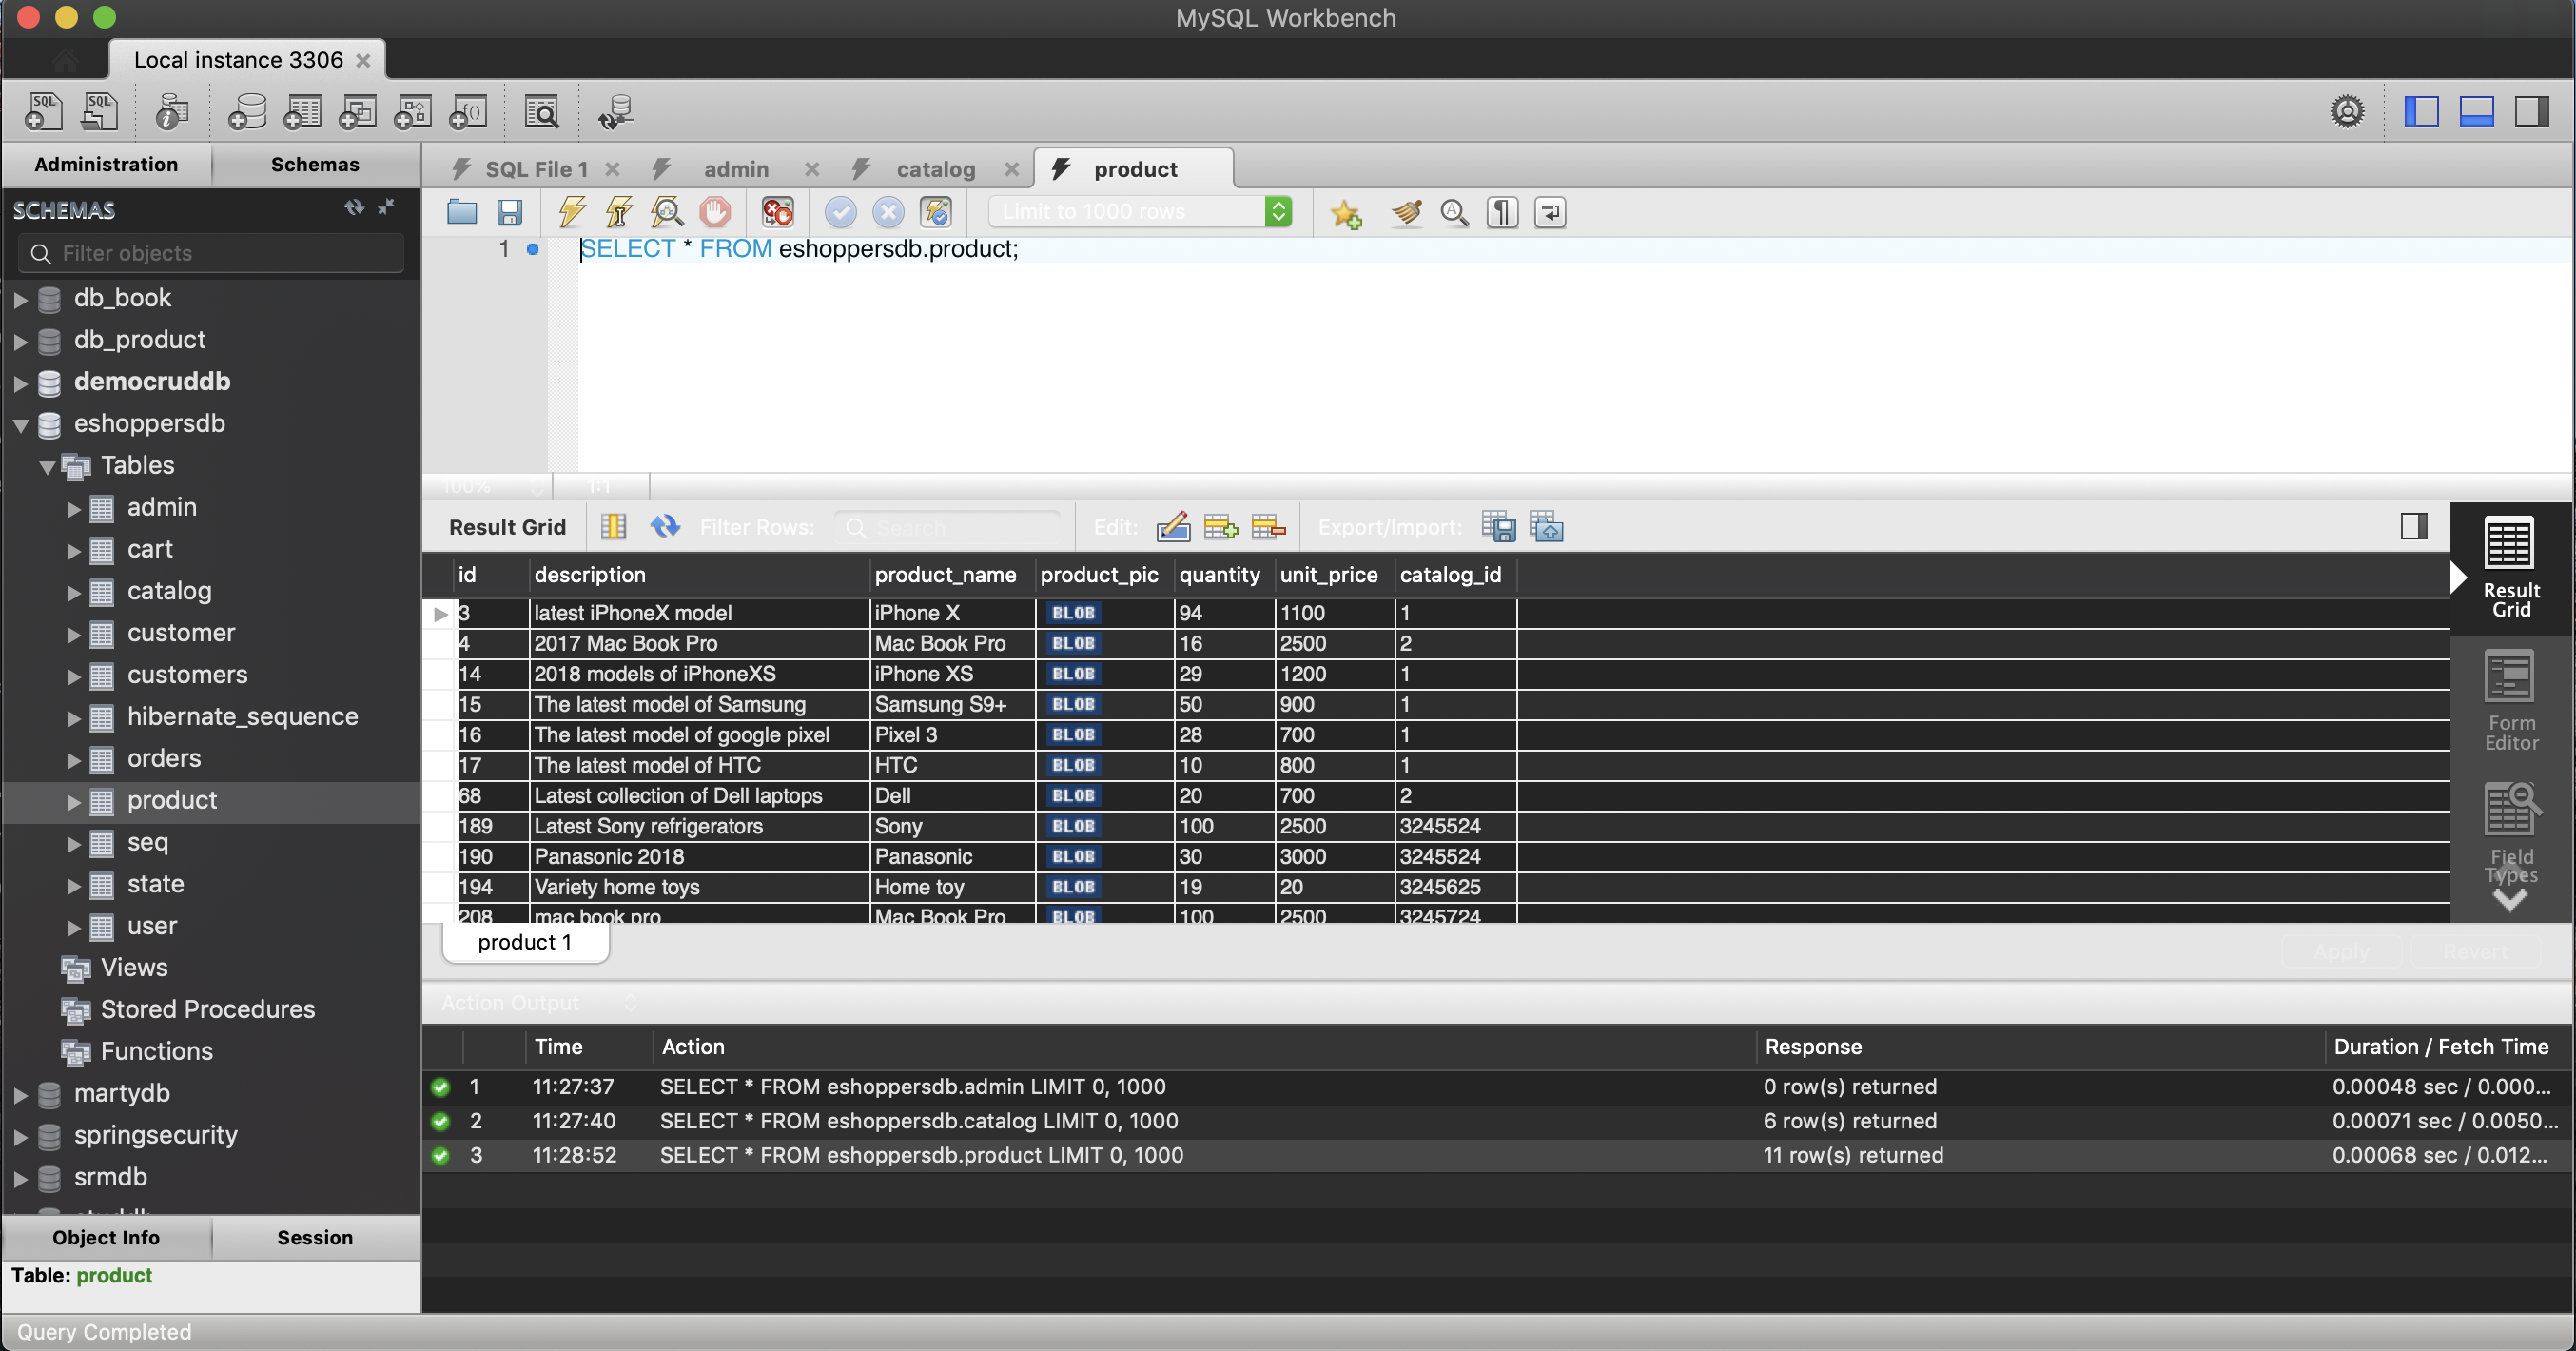 MySQL Workbench
Local instance 3306
Administration Schemas
SCHEMAS
Filter objects
db_book
db_product
democruddb
eshoppersdb
Tables
admin
cart
catalog
customer
customers
hibernate_sequence
orders
product
seq
state
user
Views
Stored Procedures
Functions
martydb
springsecurity
srmdb
Object Info Session
Table: product
Query Completed
SQL File 1 admin catalog product
Limit to 1000 rows
1 SELECT * FROM eshoppersdb.product;
100% 1:1
Result Grid Filter Rows: Search Edit: Export/Import:
id description product_name product_pic quantity unit_price catalog_id
3 latest iPhoneX model iPhone X BLOB 94 1100 1
4 2017 Mac Book Pro Mac Book Pro BLOB 16 2500 2
14 2018 models of iPhoneXS iPhone XS BLOB 29 1200 1
15 The latest model of Samsung Samsung S9+ BLOB 50 900 1
16 The latest model of google pixel Pixel 3 BLOB 28 700 1
17 The latest model of HTC HTC BLOB 10 800 1
68 Latest collection of Dell laptops Dell BLOB 20 700 2
189 Latest Sony refrigerators Sony BLOB 100 2500 3245524
190 Panasonic 2018 Panasonic BLOB 30 3000 3245524
194 Variety home toys Home toy BLOB 19 20 3245625
208 mac book pro Mac Book Pro BLOB 100 2500 3245724
Result
Grid
Form
Editor
Field
Types
product 1
Apply Revert
Action Output
Time Action Response Duration / Fetch Time
1 11:27:37 SELECT * FROM eshoppersdb.admin LIMIT 0, 1000 0 row(s) returned 0.00048 sec / 0.000...
2 11:27:40 SELECT * FROM eshoppersdb.catalog LIMIT 0, 1000 6 row(s) returned 0.00071 sec / 0.0050...
3 11:28:52 SELECT * FROM eshoppersdb.product LIMIT 0, 1000 11 row(s) returned 0.00068 sec / 0.012...